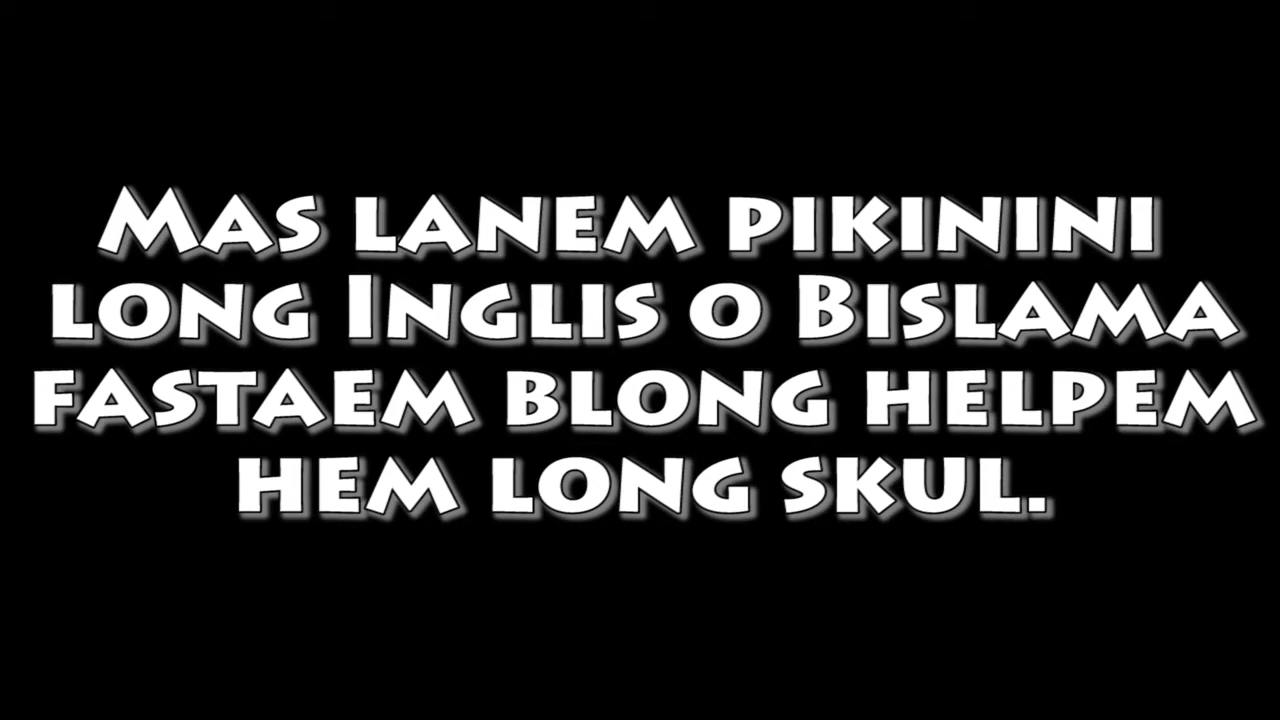 Mas lanem pikinini
long Inglis o Bislama
fastaem blong helpem
hem long skul.